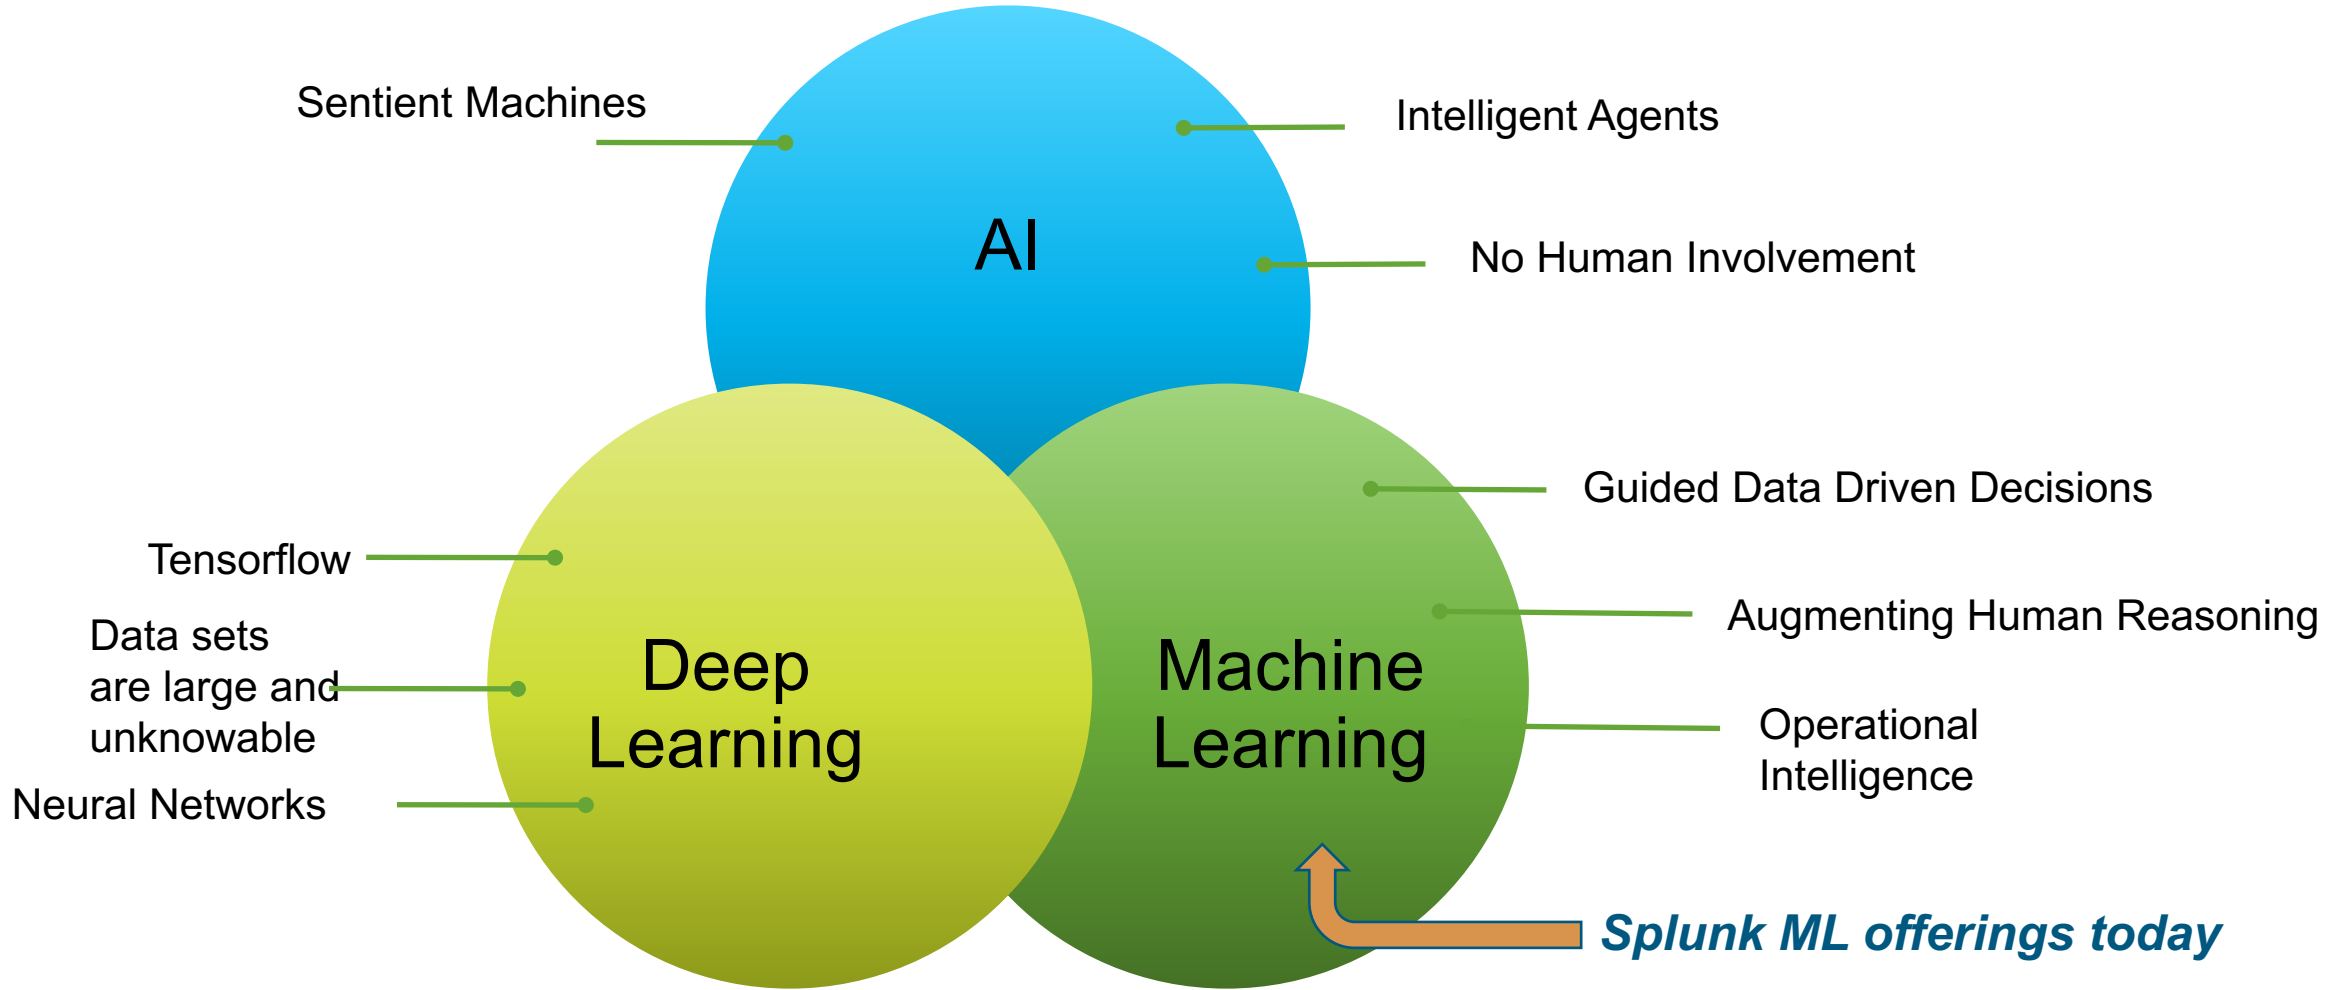 Sentient Machines
Intelligent Agents
AI
No Human Involvement
Guided Data Driven Decisions
Tensorflow
Data sets
are large and
unknowable
Neural Networks
Deep
Learning
Machine
Learning
Augmenting Human Reasoning
Operational
Intelligence
Splunk ML offerings today